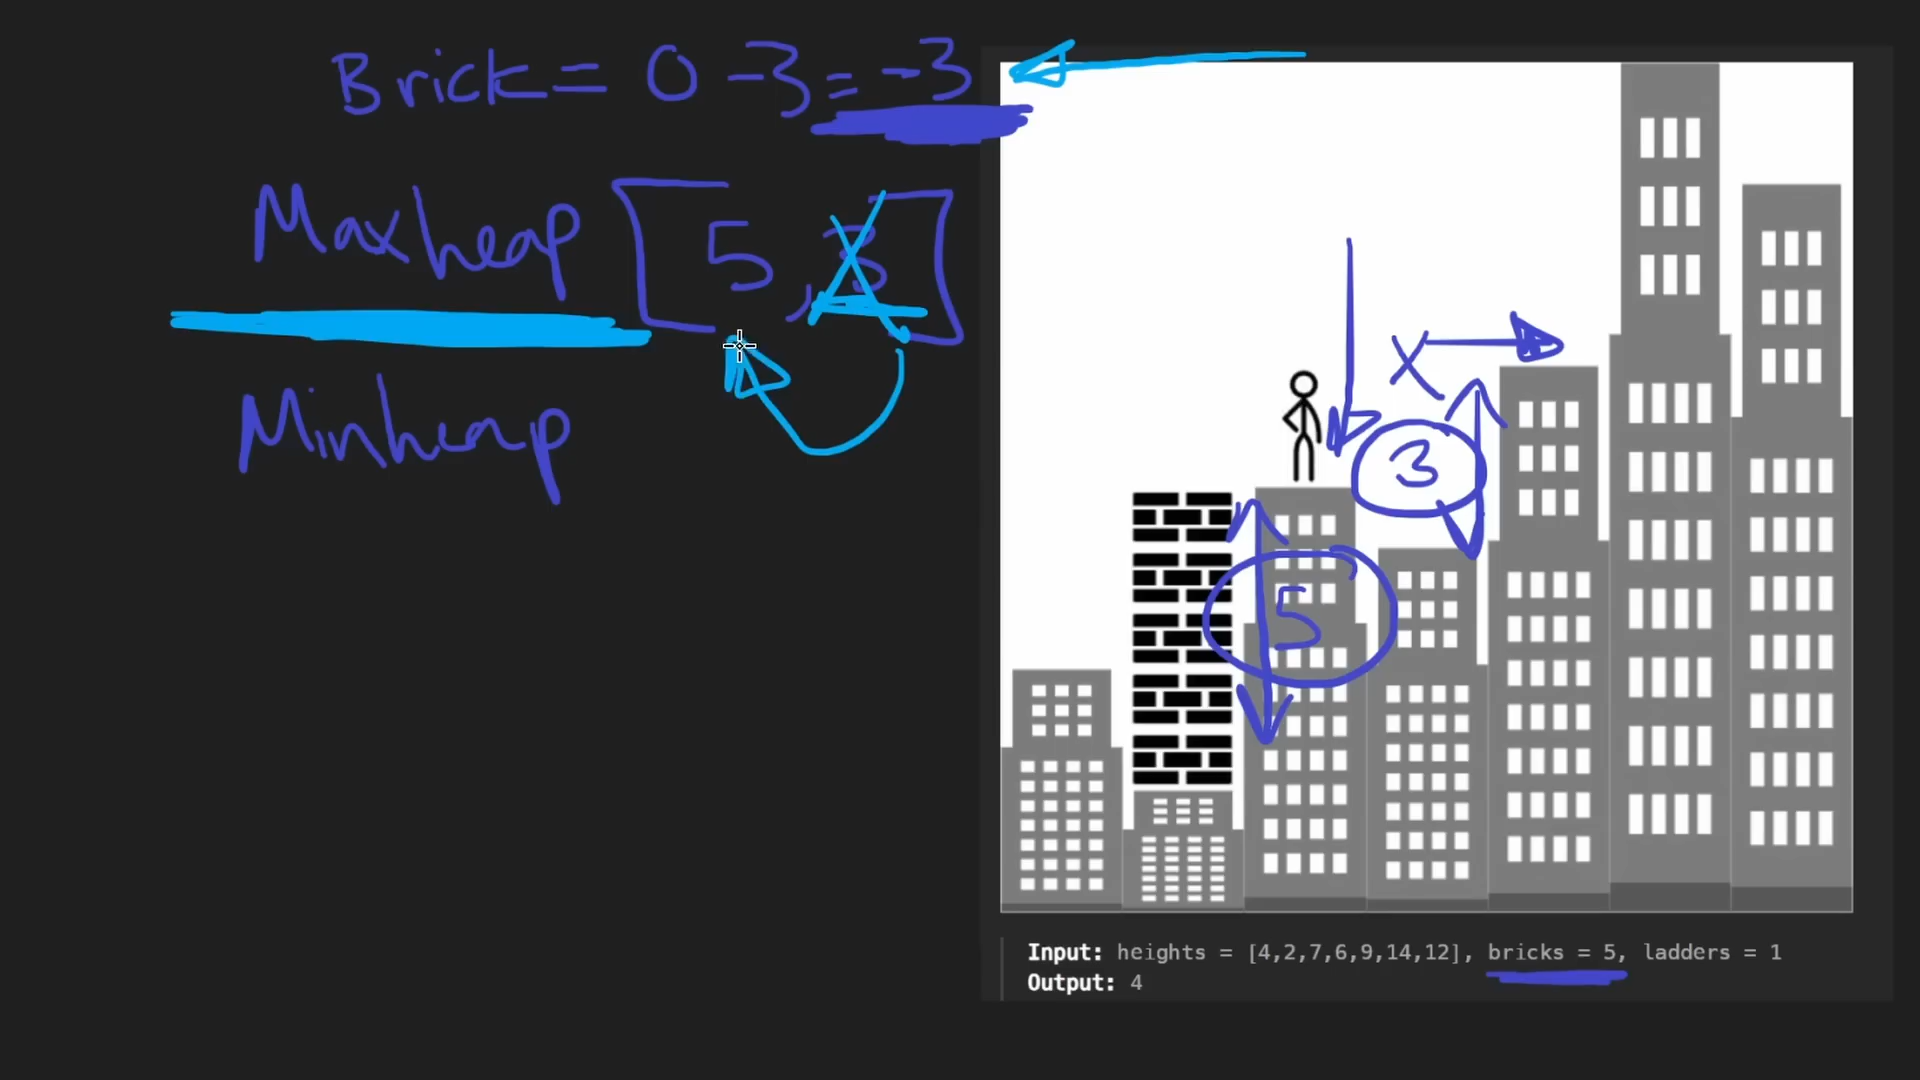 Brick = 0 - 3 = -3
Maxheap [5, 3]
Minheap
X
3
5
Input: heights = [4,2,7,6,9,14,12], bricks = 5, ladders = 1
Output: 4